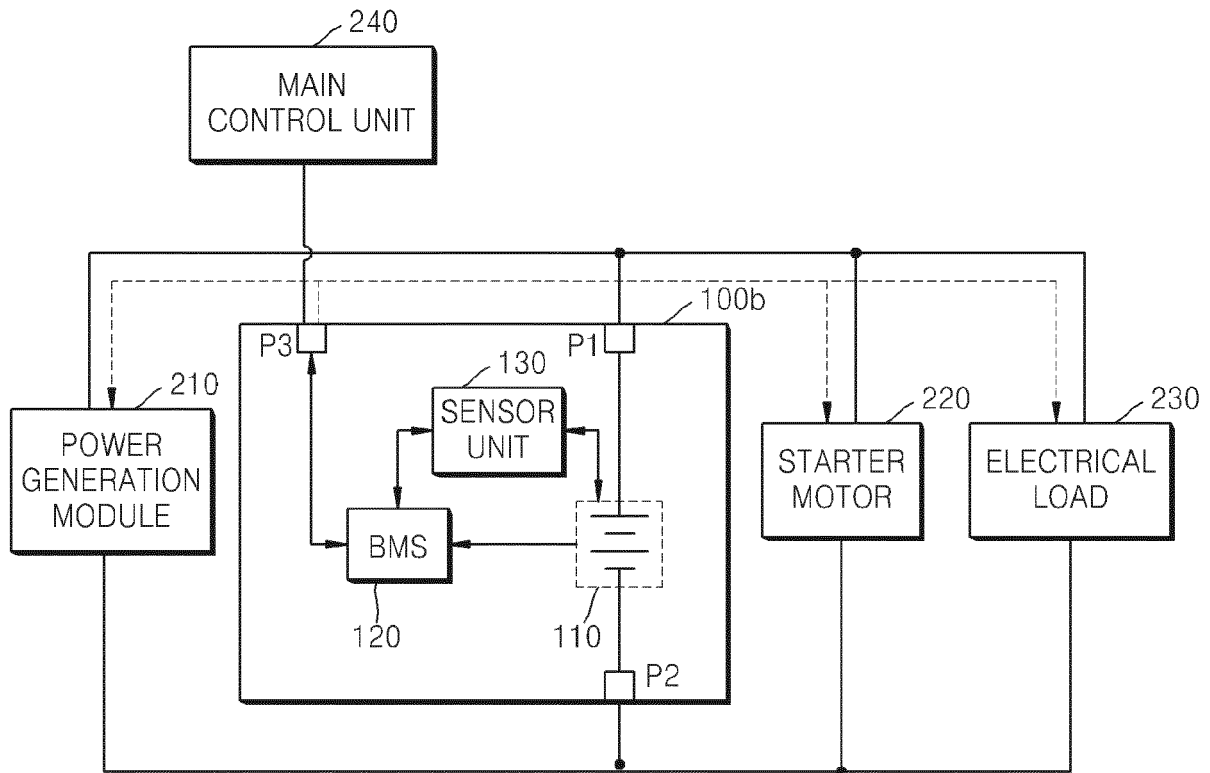 240
MAIN
CONTROL UNIT
100b
P3
P1
210
130
220
230
POWER
GENERATION
MODULE
SENSOR
UNIT
STARTER
MOTOR
ELECTRICAL
LOAD
BMS
120
110
P2